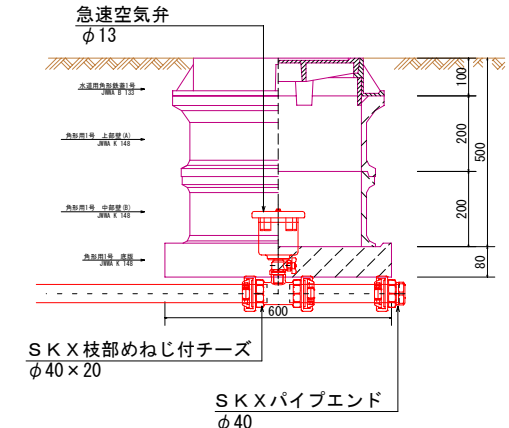 急速空気弁
φ13
水道用角形鉄蓋1号
JWWA B 133
角形用1号 上部壁(A)
JWWA K 148
角形用1号 中部壁(B)
JWWA K 148
角形用1号 底版
JWWA K 148
100
200
200
500
80
600
SKX枝部めねじ付チーズ
φ40×20
SKXパイプエンド
φ40